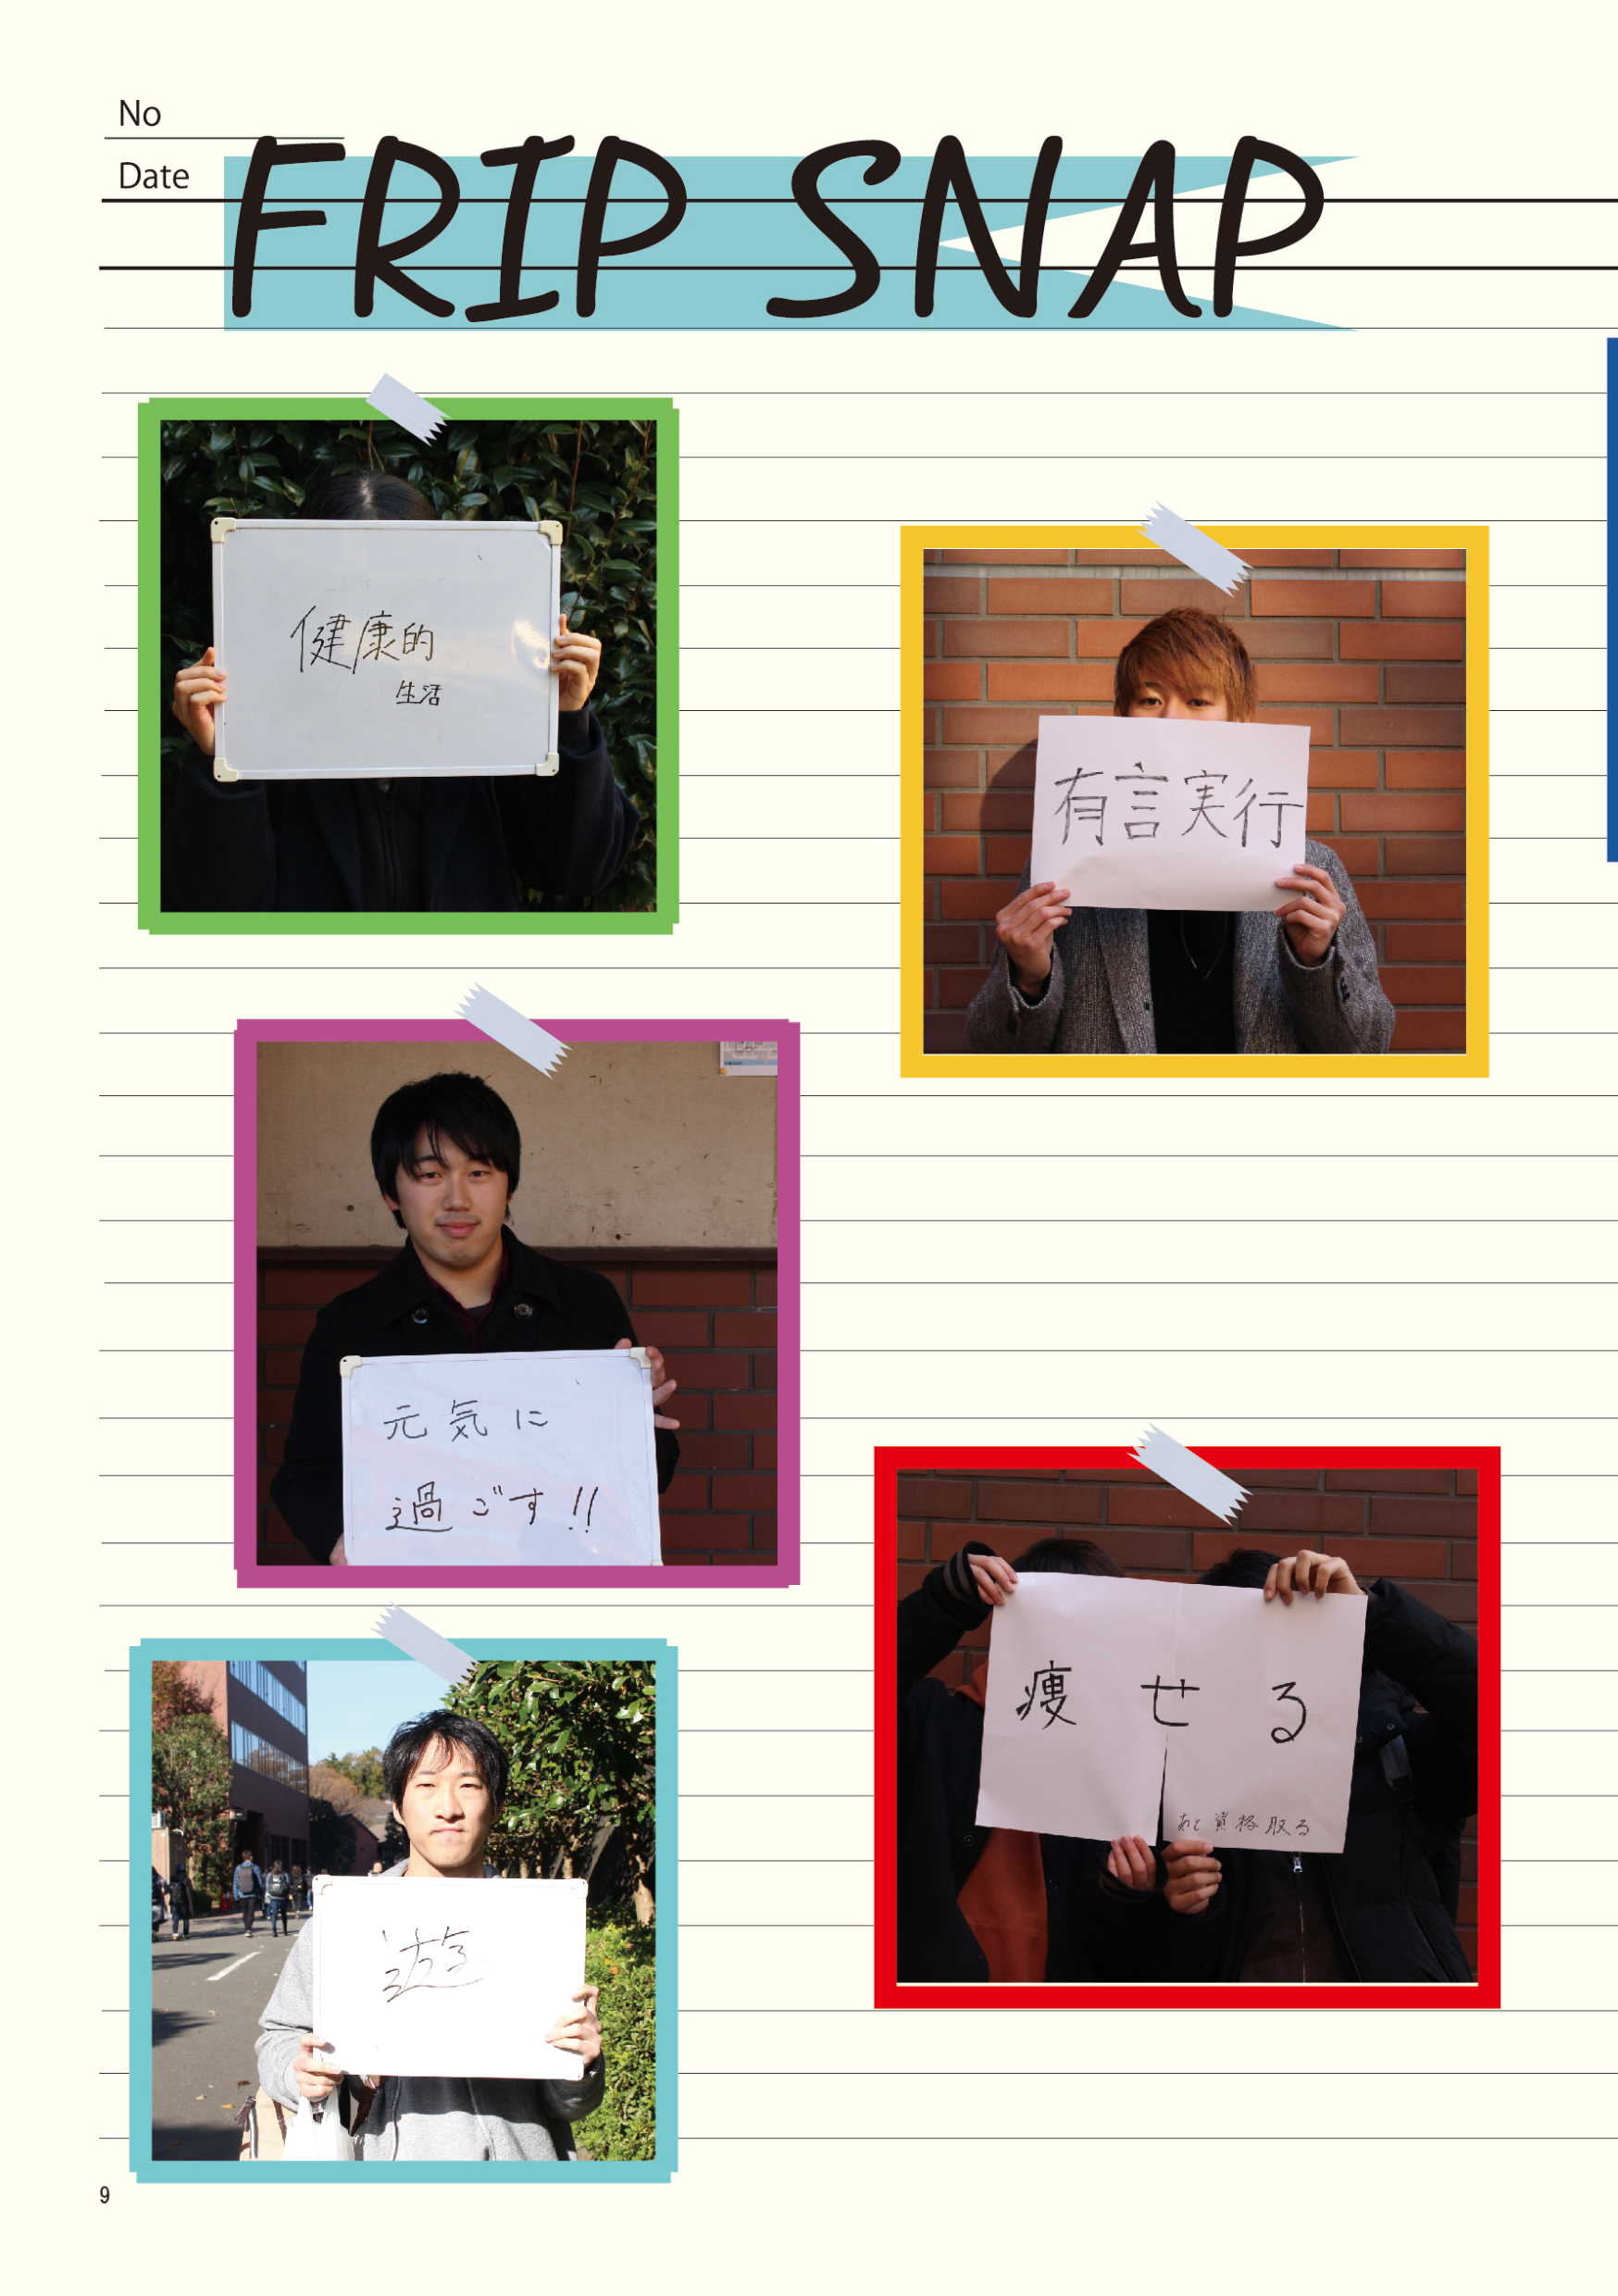 No
Date
FRIP SNAP
健康的
生活
有言実行
元気に
過ごす!!
痩せる
あと資格取る
遊
9